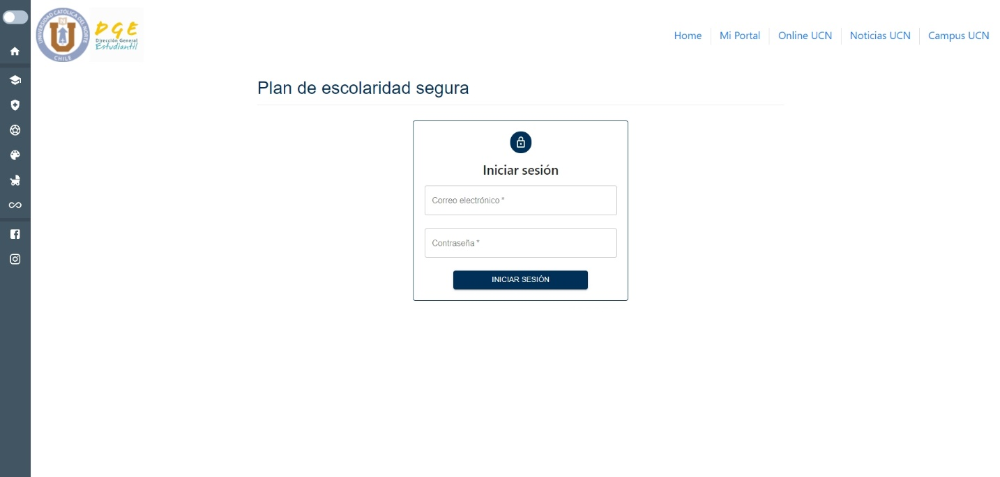 UNIVERSIDAD CATÓLICA DEL NORTE
CHILE
DGE
Dirección General
Estudiantil
Home
Mi Portal
Online UCN
Noticias UCN
Campus UCN
Plan de escolaridad segura
Iniciar sesión
Correo electrónico *
Contraseña *
INICIAR SESIÓN